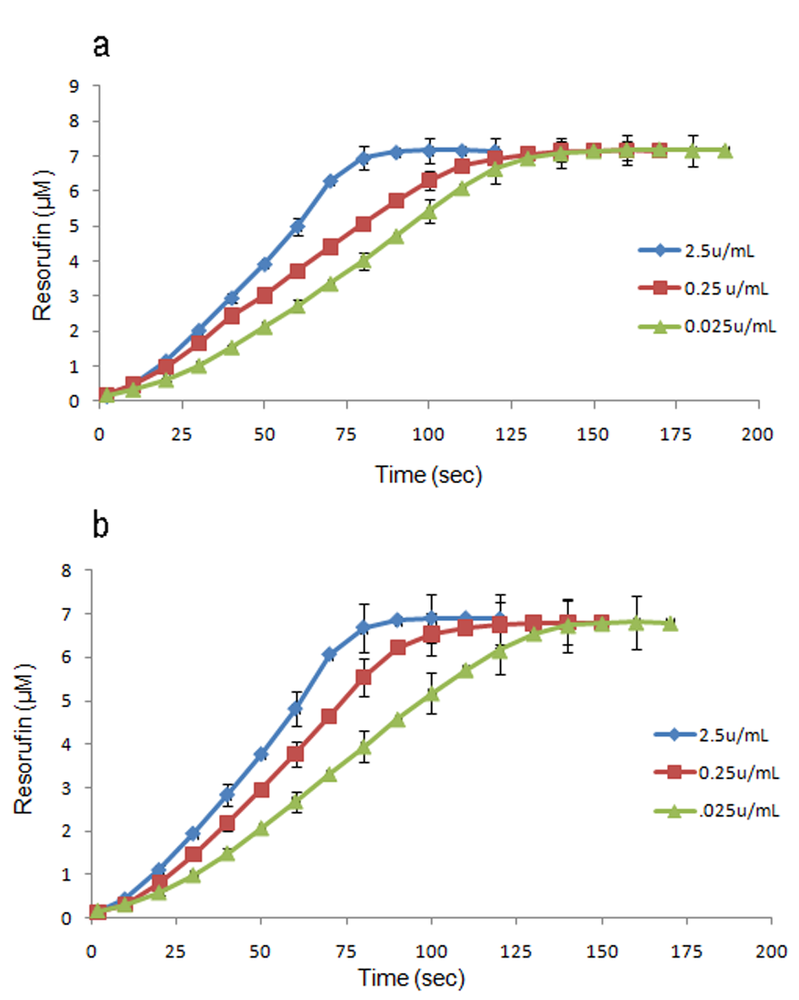 a
9
8
7
6
5
4
3
2
1
0
Resorufin (µM )
0 25 50 75 100 125 150 175 200
Time (sec)
2.5u/mL
0.25 u/mL
0.025u/mL
b
8
7
6
5
4
3
2
1
0
Resorufin (µM )
0 25 50 75 100 125 150 175 200
Time (sec)
2.5u/mL
0.25u/mL
.025u/mL